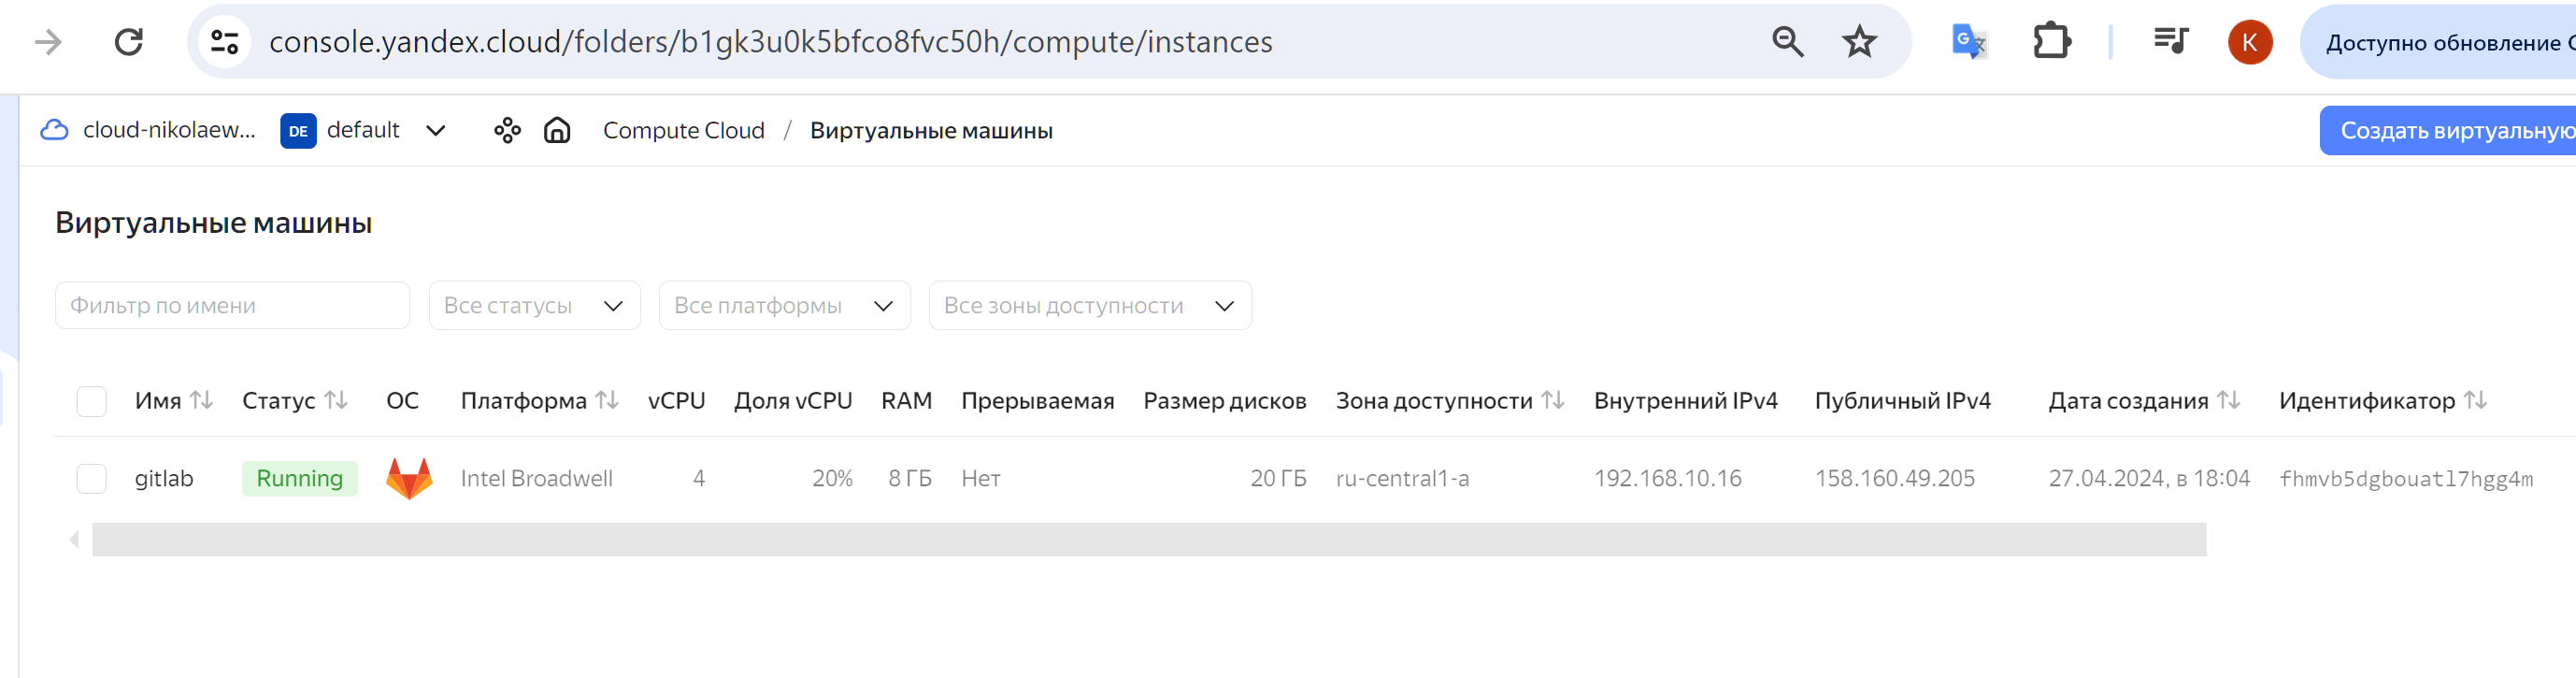 console.yandex.cloud/folders/b1gk3u0k5bfco8fvc50h/compute/instances
K
Доступно обновление
cloud-nikolaew...
DE
default
Compute Cloud / Виртуальные машины
Создать виртуальную
Виртуальные машины
Фильтр по имени
Все статусы
Все платформы
Все зоны доступности
Имя Статус ОС Платформа vCPU Доля vCPU RAM Прерываемая Размер дисков Зона доступности Внутренний IPv4 Публичный IPv4 Дата создания Идентификатор
gitlab Running Intel Broadwell 4 20% 8 ГБ Нет 20 ГБ ru-central1-a 192.168.10.16 158.160.49.205 27.04.2024, в 18:04 fhmvb5dgbouatl7hgg4m